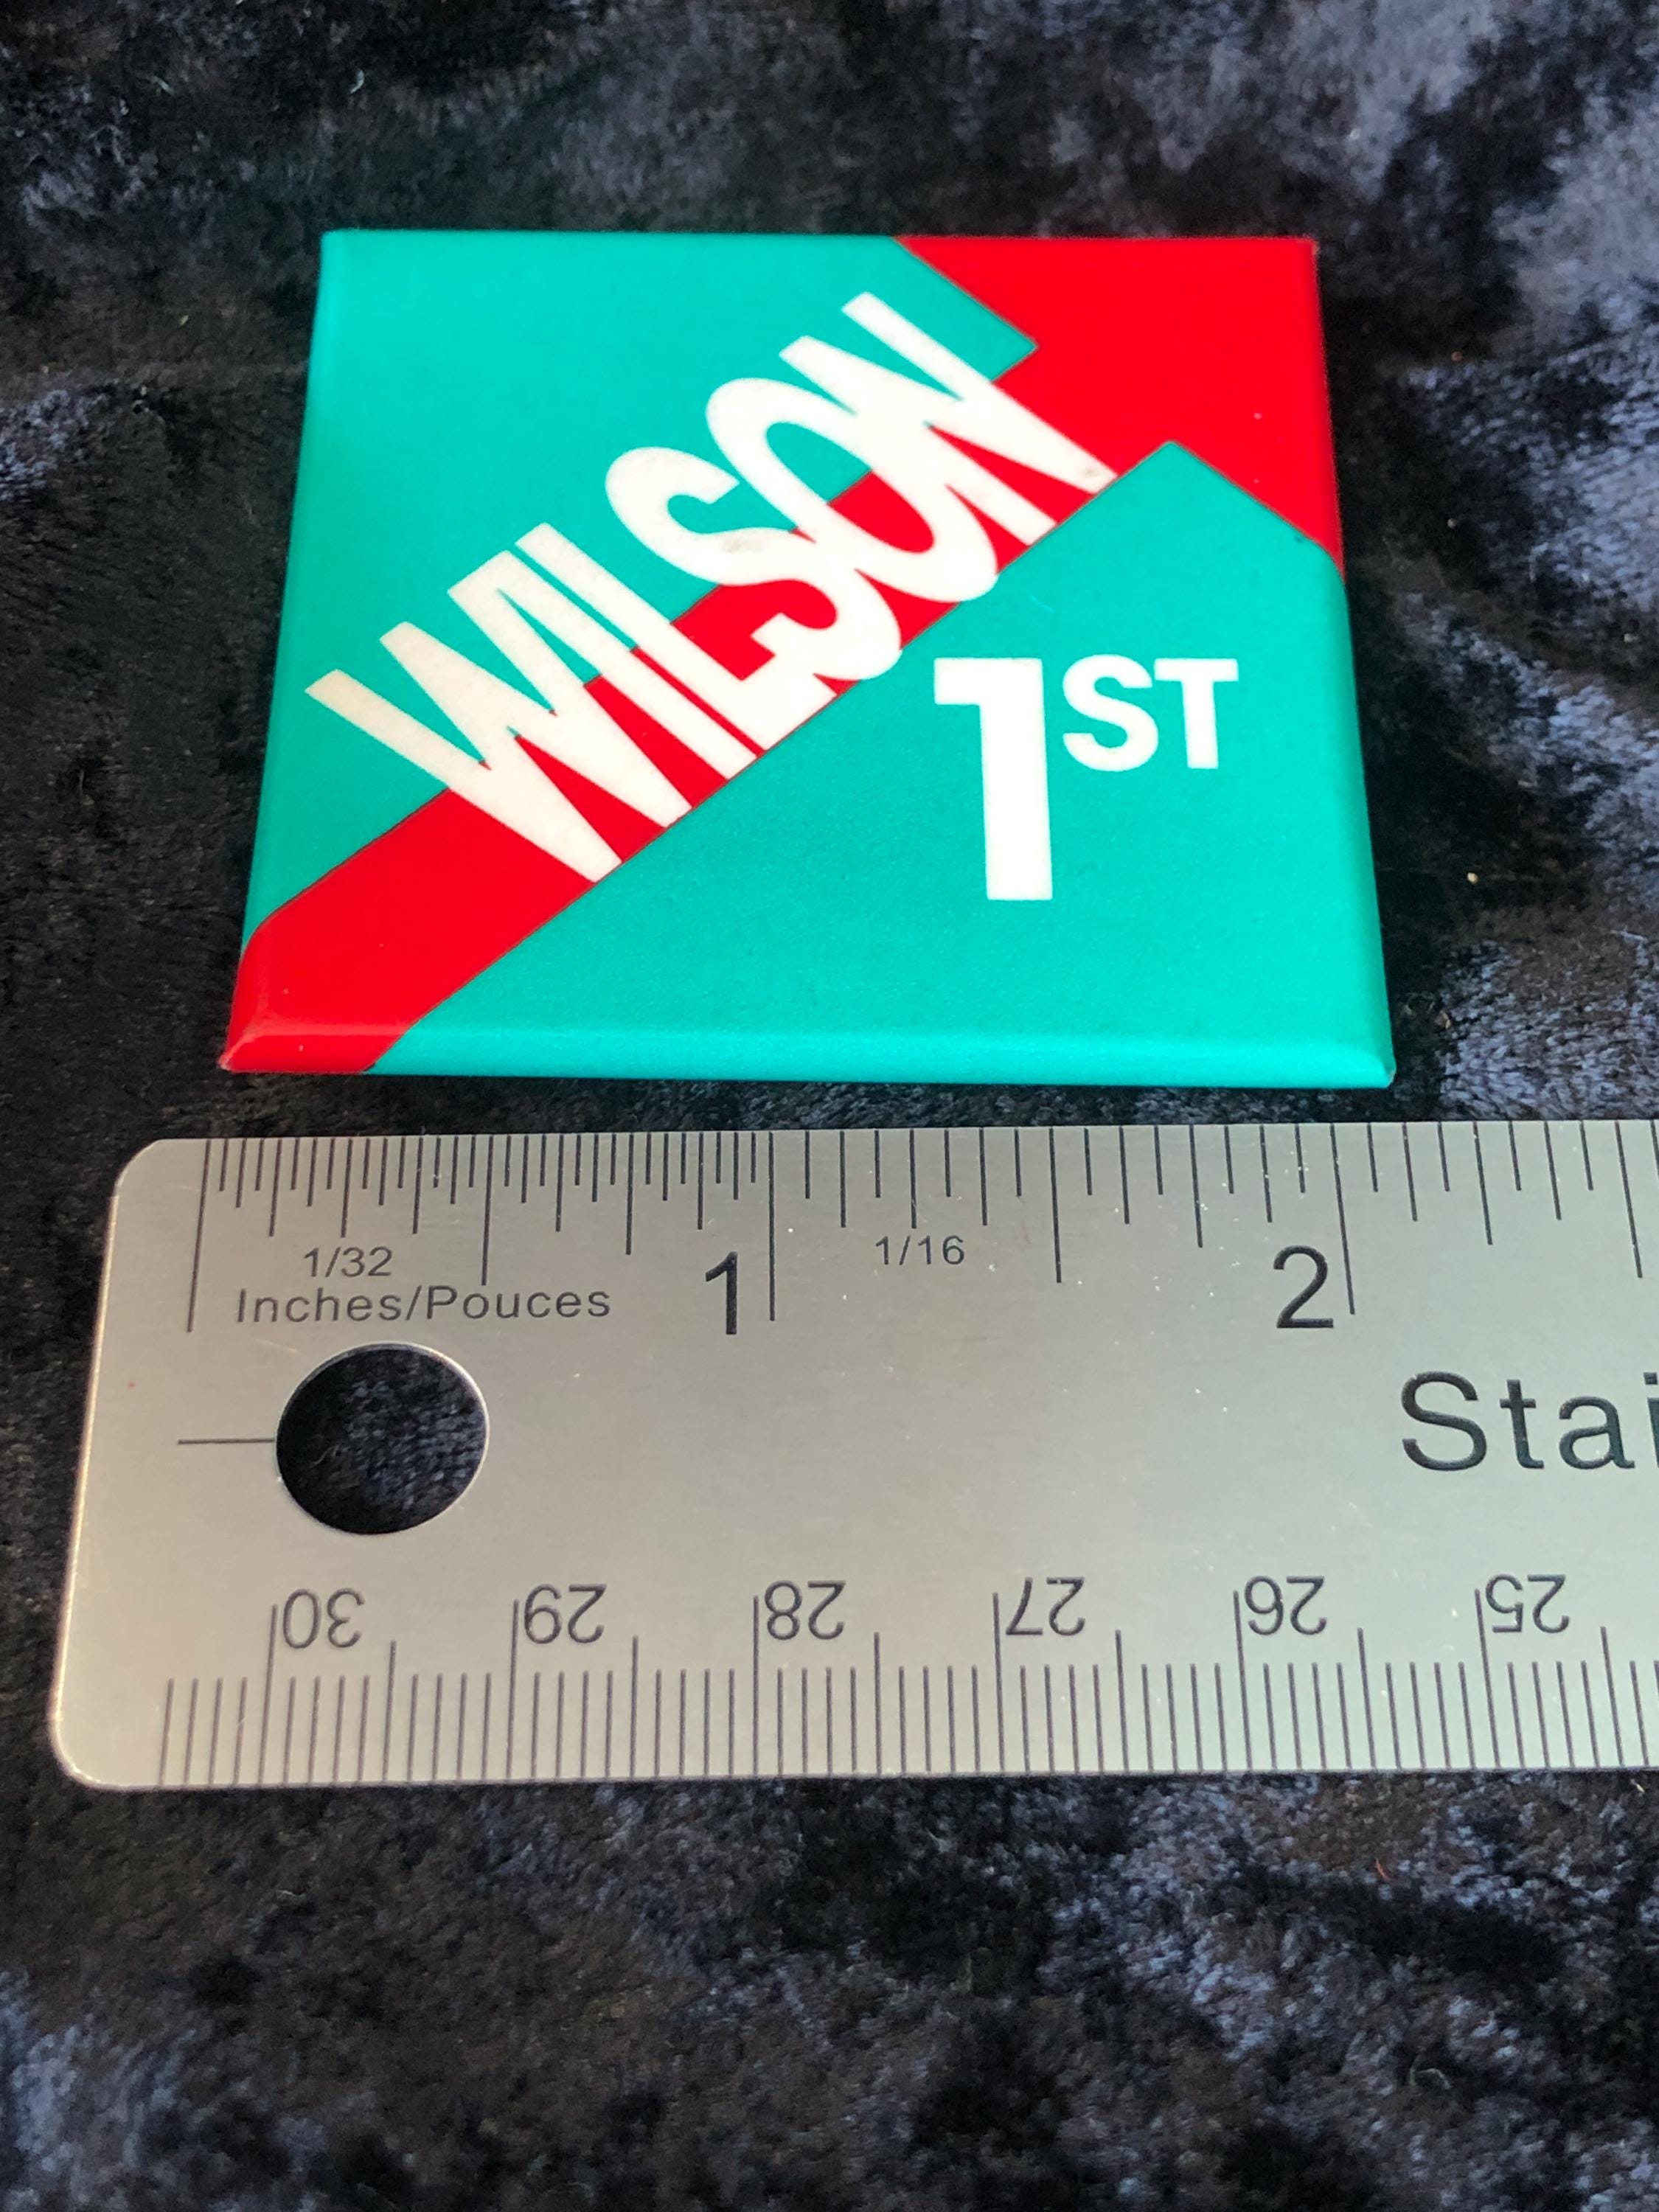 WILSON
1ST
1/32
Inches/Pouces
1
1/16
2
Stai
30 29 28 27 26 25